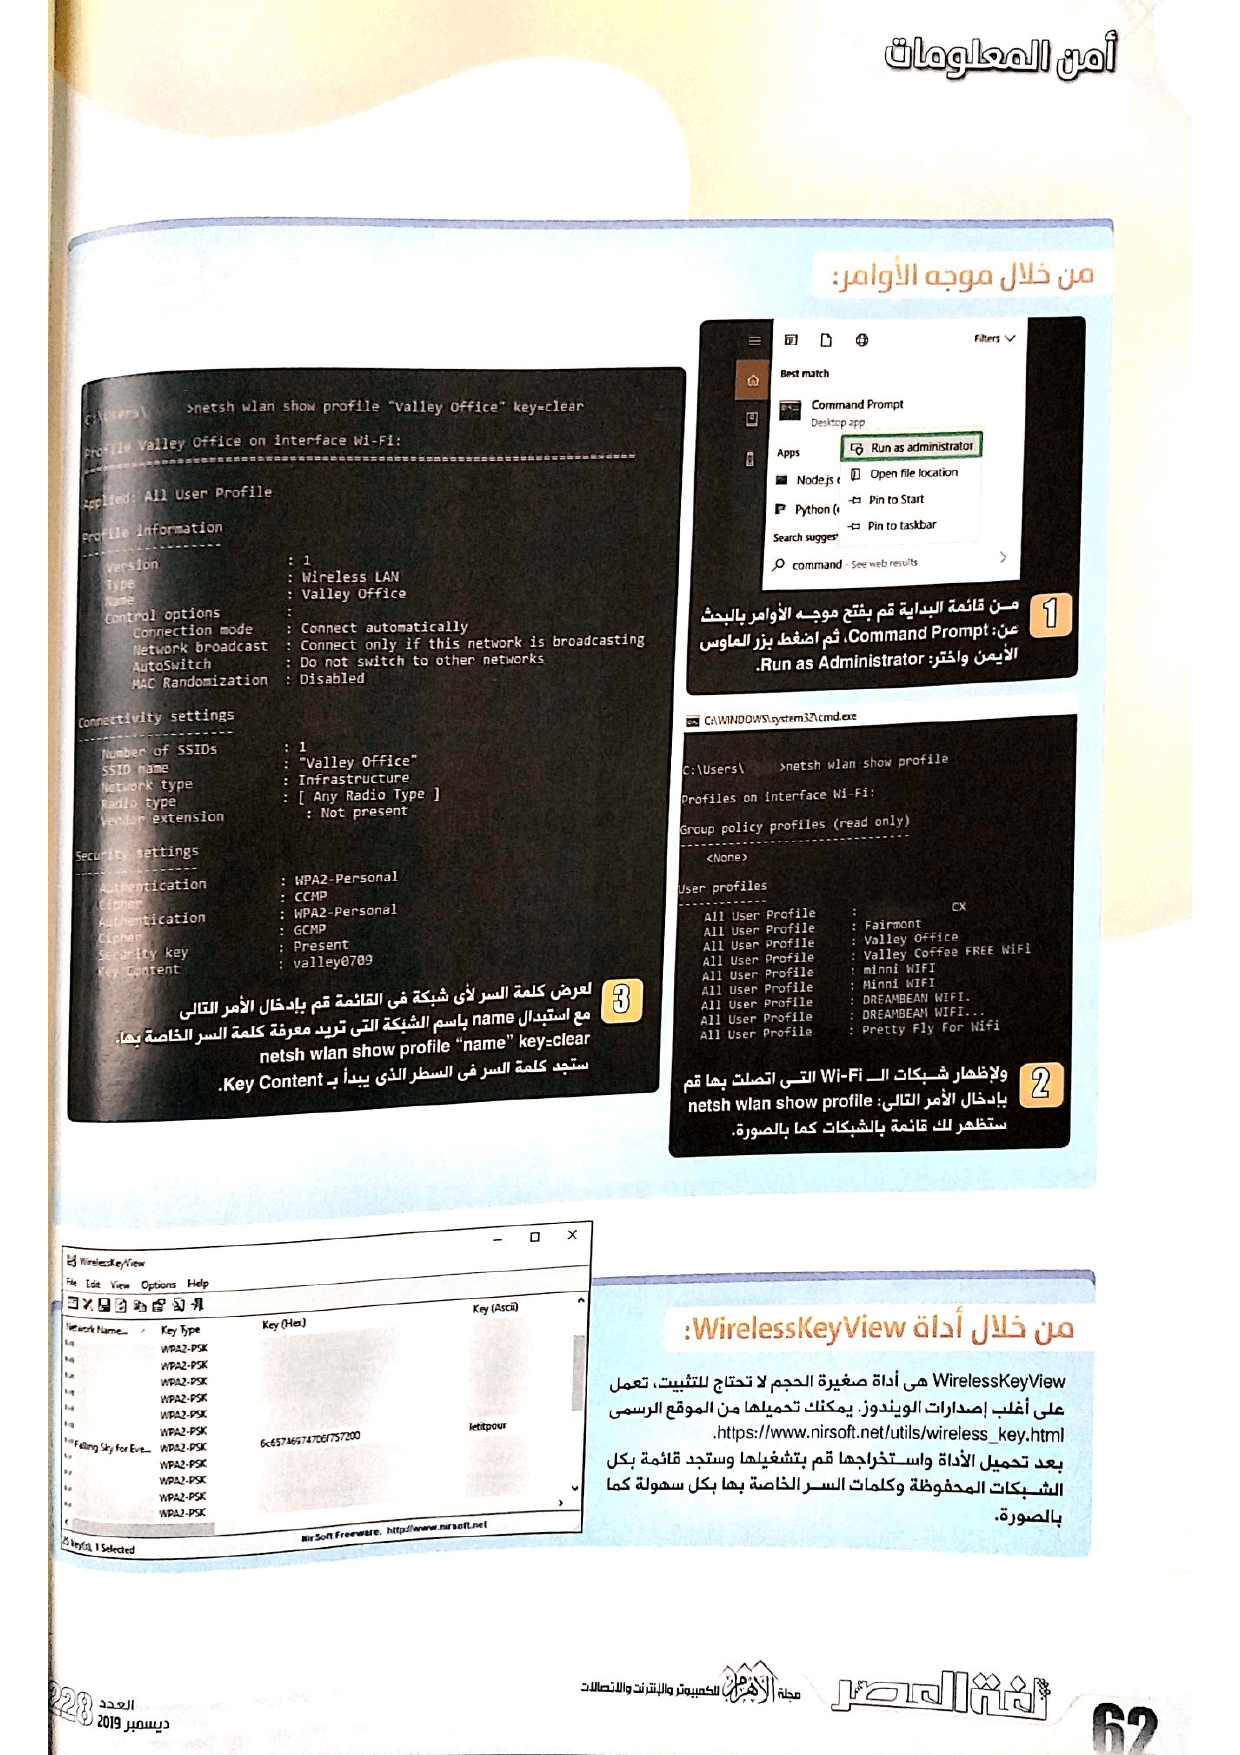 أمن المعلومات
من خلال موجه الأوامر:
Filters
Best match
Command Prompt
Desktop app
Run as administrator
Apps
Open file location
Node.js
Pin to Start
Python
Pin to taskbar
Search sugges
command - See web results
1
مـن قائمة البداية قم بفتح موجـه الأوامر بالبحث
عن: Command Prompt، ثم اضغط بزر الماوس
الأيمن واختر: Run as Administrator.
C:\WINDOWS\system32\cmd.exe
C:\Users\ >netsh wlan show profile
Profiles on interface Wi-Fi:
Group policy profiles (read only)
---------------------------------
<None>
User profiles
-------------
All User Profile : CX
All User Profile : Fairmont
All User Profile : Valley Office
All User Profile : Valley Coffee FREE WiFi
All User Profile : minni WIFI
All User Profile : Minni WIFI
All User Profile : DREAMBEAN WIFI.
All User Profile : DREAMBEAN WIFI...
All User Profile : Pretty Fly For Wifi
2
ولإظهار شـبكات الــ Wi-Fi التـى اتصلت بها قم
بإدخال الأمر التالى: netsh wlan show profile
ستظهر لك قائمة بالشبكات كما بالصورة.
C:\Users\ >netsh wlan show profile "Valley Office" key=clear
Profile Valley Office on interface Wi-Fi:
=======================================================================
Applied: All User Profile
Profile information
-------------------
Version : 1
Type : Wireless LAN
Name : Valley Office
Control options :
Connection mode : Connect automatically
Network broadcast : Connect only if this network is broadcasting
AutoSwitch : Do not switch to other networks
MAC Randomization : Disabled
Connectivity settings
---------------------
Number of SSIDs : 1
SSID name : "Valley Office"
Network type : Infrastructure
Radio type : [ Any Radio Type ]
Vendor extension : Not present
Security settings
-----------------
Authentication : WPA2-Personal
Cipher : CCMP
Authentication : WPA2-Personal
Cipher : GCMP
Security key : Present
Key Content : valley0709
3
لعرض كلمة السر لأى شبكة فى القائمة قم بإدخال الأمر التالى
مع استبدال name باسم الشبكة التى تريد معرفة كلمة السر الخاصة بها.
netsh wlan show profile "name" key=clear
ستجد كلمة السر فى السطر الذى يبدأ بـ Key Content.
من خلال أداة WirelessKeyView:
WirelessKeyView هى أداة صغيرة الحجم لا تحتاج للتثبيت، تعمل
على أغلب إصدارات الويندوز. يمكنك تحميلها من الموقع الرسمى
https://www.nirsoft.net/utils/wireless_key.html.
بعد تحميل الأداة واسـتخراجها قم بتشغيلها وستجد قائمة بكل
الشـبكات المحفوظة وكلمات السـر الخاصة بها بكل سهولة كما
بالصورة.
WirelessKeyView
File Edit View Options Help
Network Name... Key Type Key (Hex) Key (Ascii)
WPA2-PSK
WPA2-PSK
WPA2-PSK
WPA2-PSK
WPA2-PSK
WPA2-PSK
Falling Sky for Eve... WPA2-PSK 6c65746974706f757200 letitpour
WPA2-PSK
WPA2-PSK
WPA2-PSK
WPA2-PSK
25 key(s), 1 Selected
NirSoft Freeware. http://www.nirsoft.net
62
لغة العصر
مجلة الأهرام للكمبيوتر والإنترنت والاتصالات
العدد 228
ديسمبر 2019